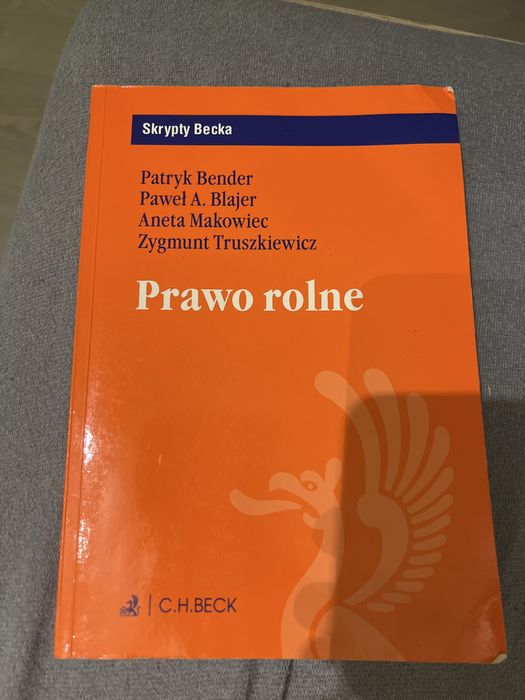 Skrypty Becka
Patryk Bender
Paweł A. Blajer
Aneta Makowiec
Zygmunt Truszkiewicz
Prawo rolne
C.H.BECK